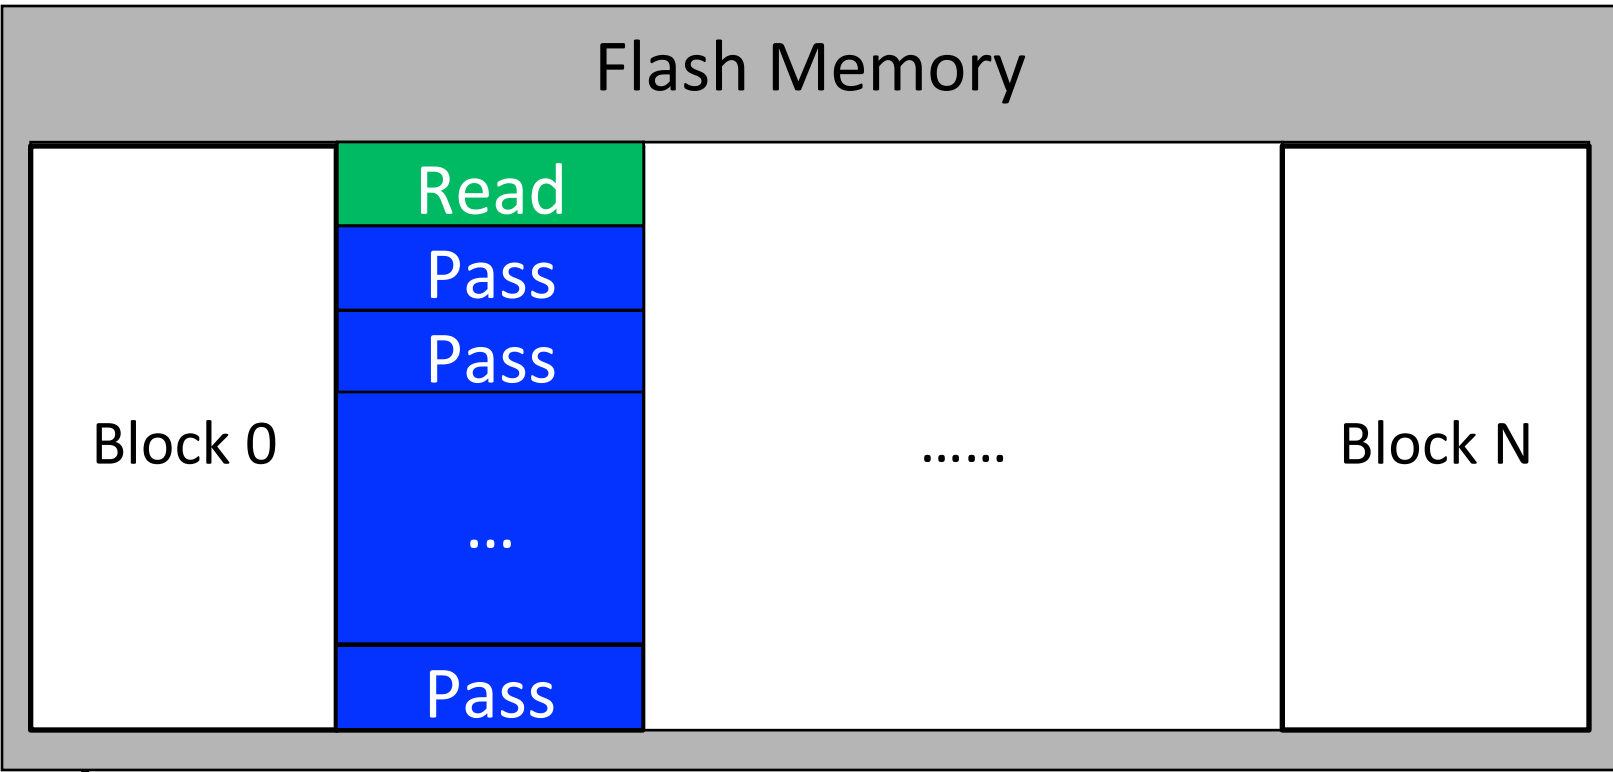 Flash Memory
Block 0
Read
Pass
Pass
...
Pass
......
Block N